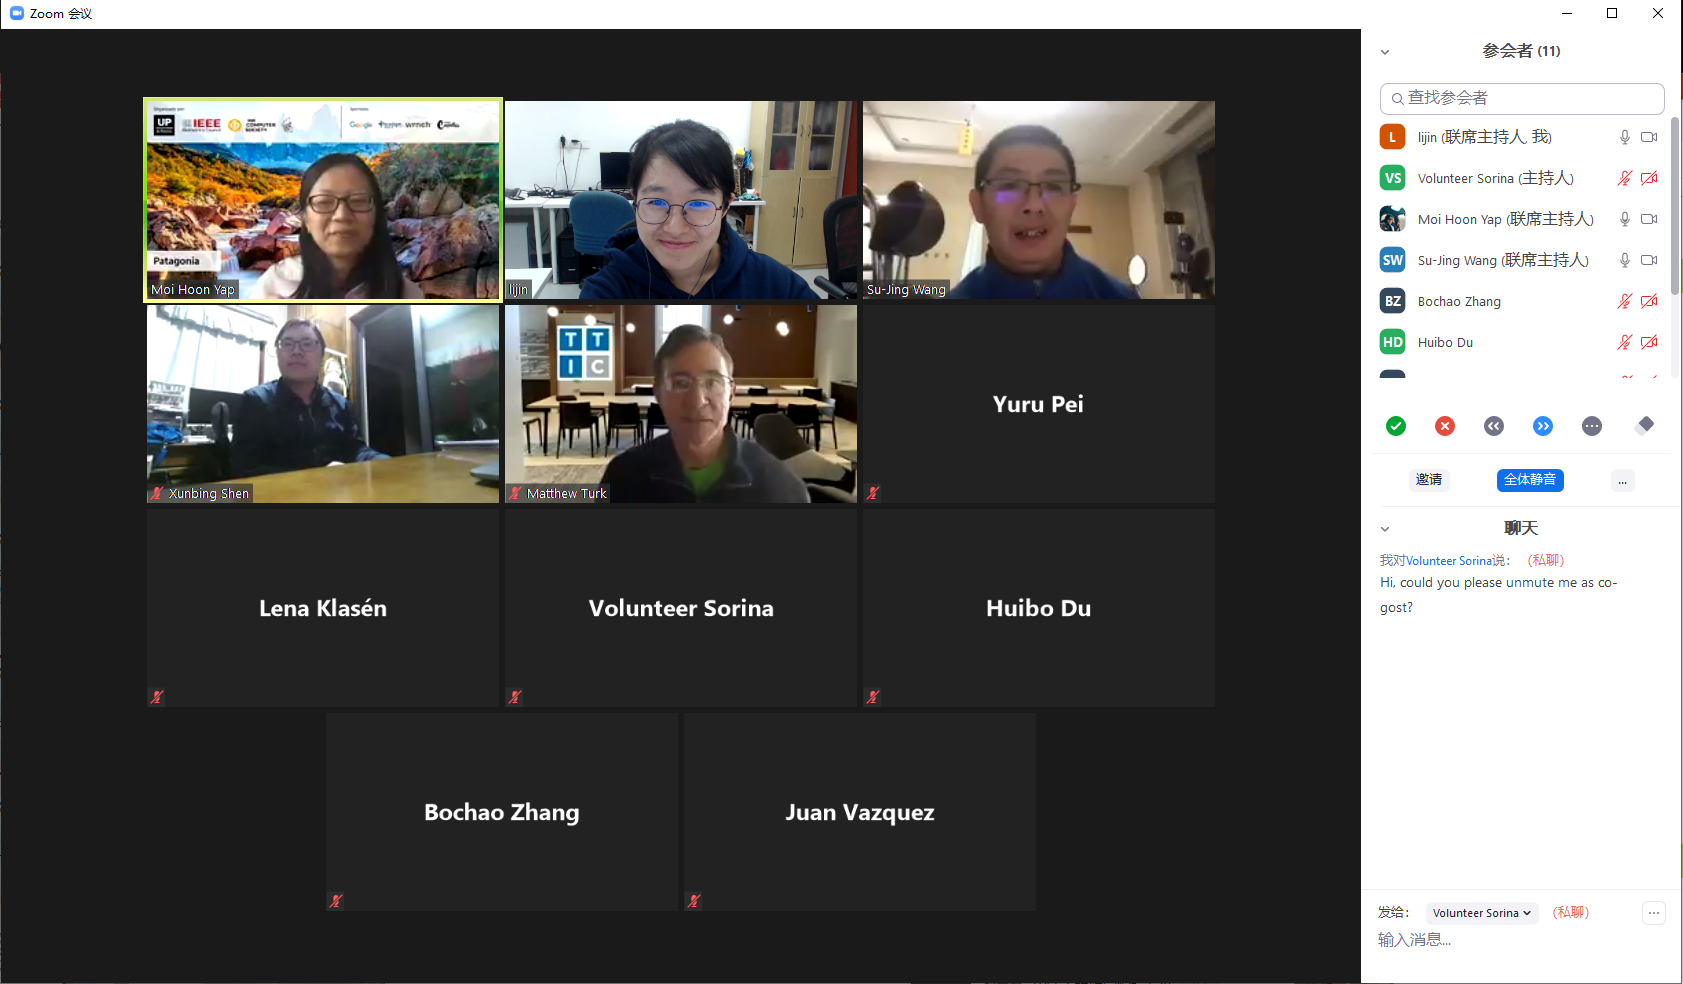 Zoom 会议
UP IEEE COMPUTER SOCIETY Google wrnch
Patagonia
Moi Hoon Yap
lijin
Su-Jing Wang
Xunbing Shen
TTIC
Matthew Turk
Yuru Pei
Lena Klasén
Volunteer Sorina
Huibo Du
Bochao Zhang
Juan Vazquez
参会者 (11)
查找参会者
L lijin (联席主持人, 我)
VS Volunteer Sorina (主持人)
Moi Hoon Yap (联席主持人)
SW Su-Jing Wang (联席主持人)
BZ Bochao Zhang
HD Huibo Du
邀请 全体静音 ...
聊天
我对Volunteer Sorina说： (私聊)
Hi, could you please unmute me as co-
gost?
发给： Volunteer Sorina (私聊)
输入消息...